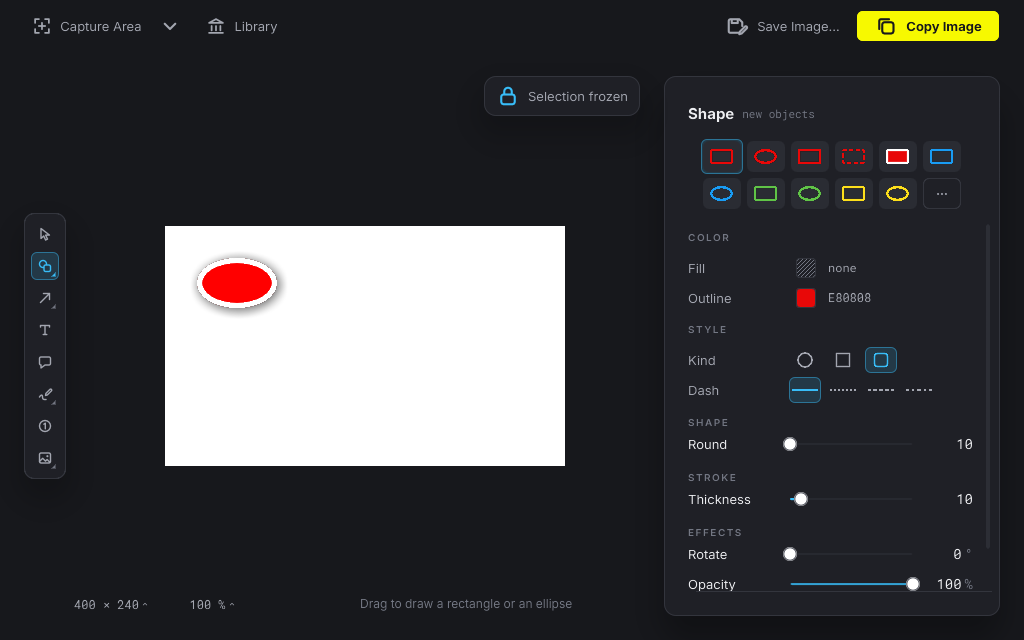 Capture Area
Library
Save Image...
Copy Image
Selection frozen
Shape new objects
COLOR
Fill none
Outline E80808
STYLE
Kind
Dash
SHAPE
Round 10
STROKE
Thickness 10
EFFECTS
Rotate 0 °
Opacity 100 %
400 × 240
100 %
Drag to draw a rectangle or an ellipse